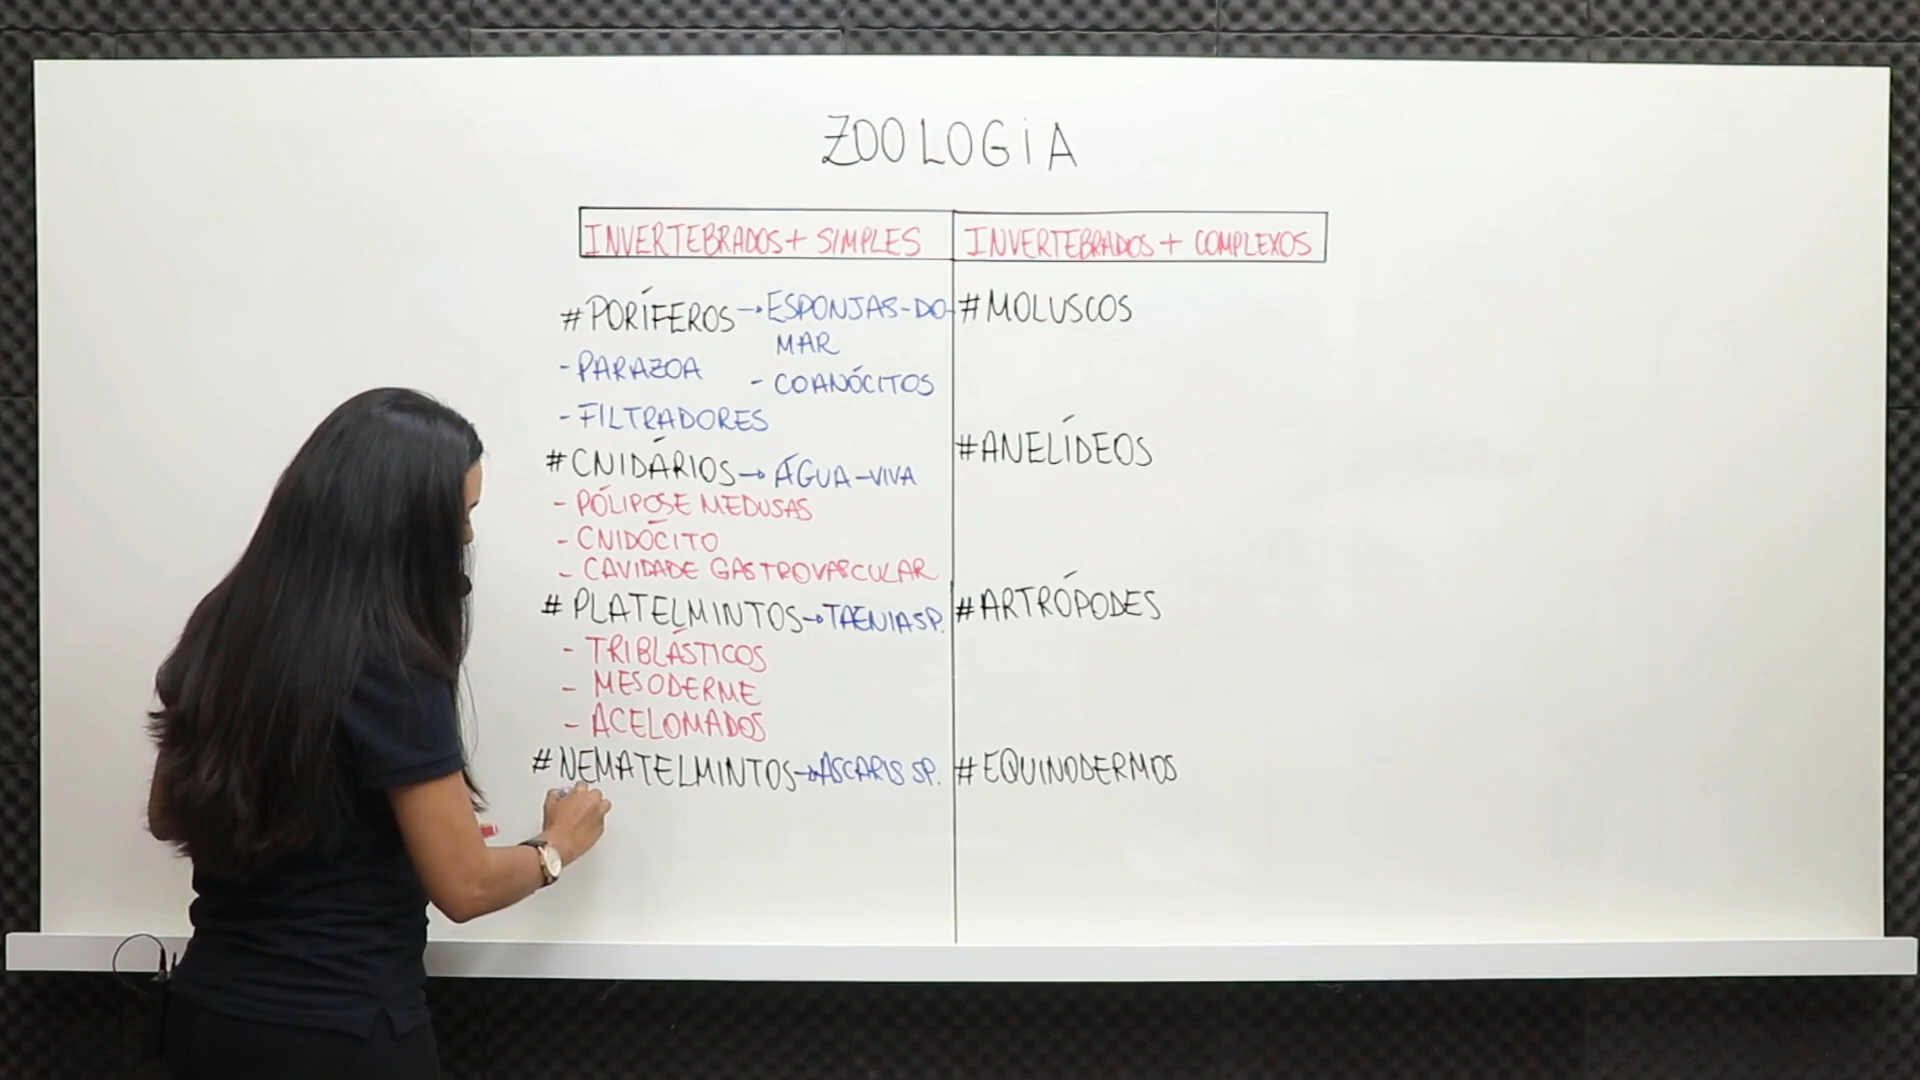 ZOOLOGIA
INVERTEBRADOS + SIMPLES
#PORÍFEROS → ESPONJAS-DO-
MAR
- PARAZOA
- COANÓCITOS
- FILTRADORES
#CNIDÁRIOS → ÁGUA-VIVA
- PÓLIPOS E MEDUSAS
- CNIDÓCITO
- CAVIDADE GASTROVASCULAR
# PLATELMINTOS → TAENIA SP.
- TRIBLÁSTICOS
- MESODERME
- ACELOMADOS
#NEMATELMINTOS → ASCARIS SP.
INVERTEBRADOS + COMPLEXOS
#MOLUSCOS
#ANELÍDEOS
#ARTRÓPODES
#EQUINODERMOS